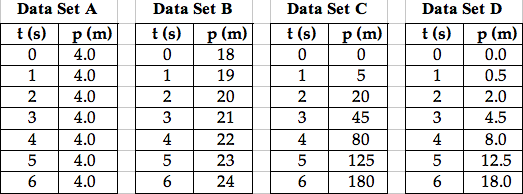 Data Set A Data Set B Data Set C Data Set D
t (s) p (m) t (s) p (m) t (s) p (m) t (s) p (m)
0 4.0 0 18 0 0 0 0.0
1 4.0 1 19 1 5 1 0.5
2 4.0 2 20 2 20 2 2.0
3 4.0 3 21 3 45 3 4.5
4 4.0 4 22 4 80 4 8.0
5 4.0 5 23 5 125 5 12.5
6 4.0 6 24 6 180 6 18.0